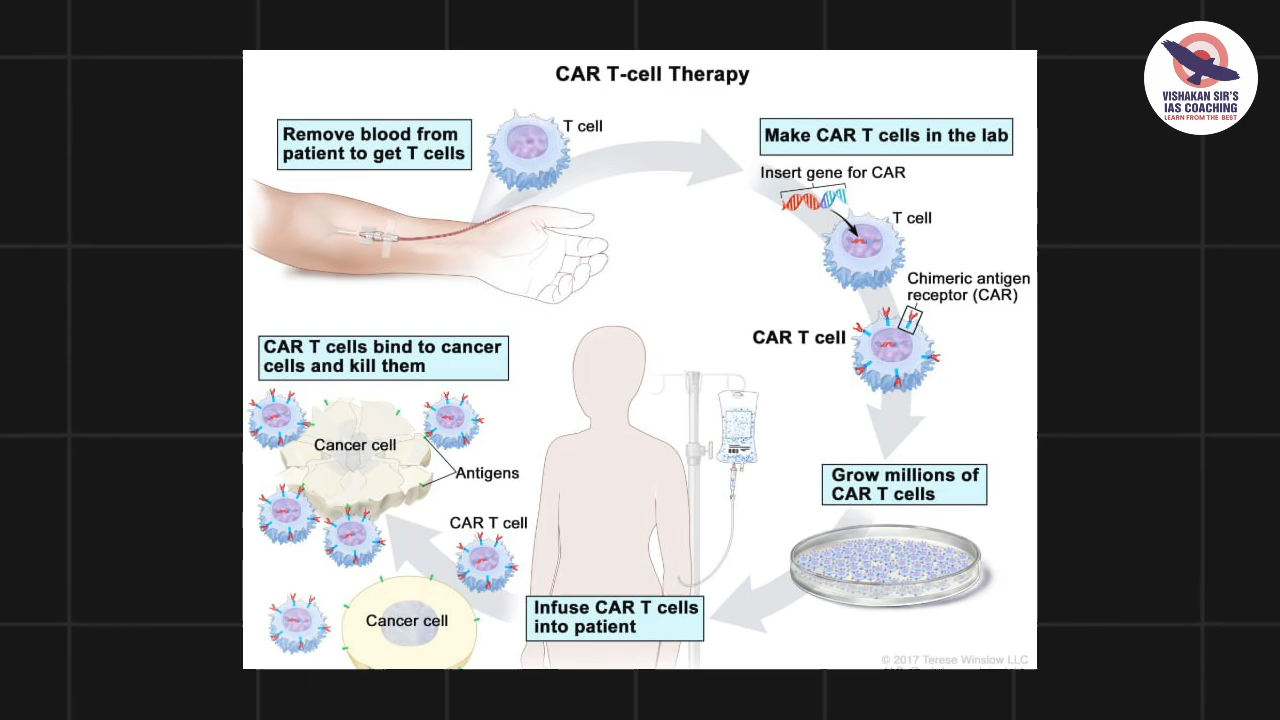 CAR T-cell Therapy
Remove blood from
patient to get T cells
T cell
Make CAR T cells in the lab
Insert gene for CAR
T cell
Chimeric antigen
receptor (CAR)
CAR T cell
Grow millions of
CAR T cells
Infuse CAR T cells
into patient
CAR T cells bind to cancer
cells and kill them
Cancer cell
Antigens
CAR T cell
Cancer cell
© 2017 Terese Winslow LLC
VISHAKAN SIR'S
IAS COACHING
LEARN FROM THE BEST